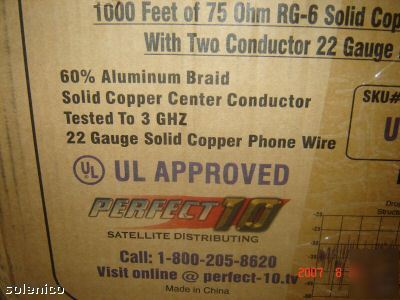 1000 Feet of 75 Ohm RG-6 Solid
With Two Conductor 22 Gauge
60% Aluminum Braid
Solid Copper Center Conductor
Tested To 3 GHZ
22 Gauge Solid Copper Phone Wire
SKU#
UL
UL APPROVED
PERFECT 10
SATELLITE DISTRIBUTING
Call: 1-800-205-8620
Visit online @ perfect-10.tv
Made in China
2007 8
solenico